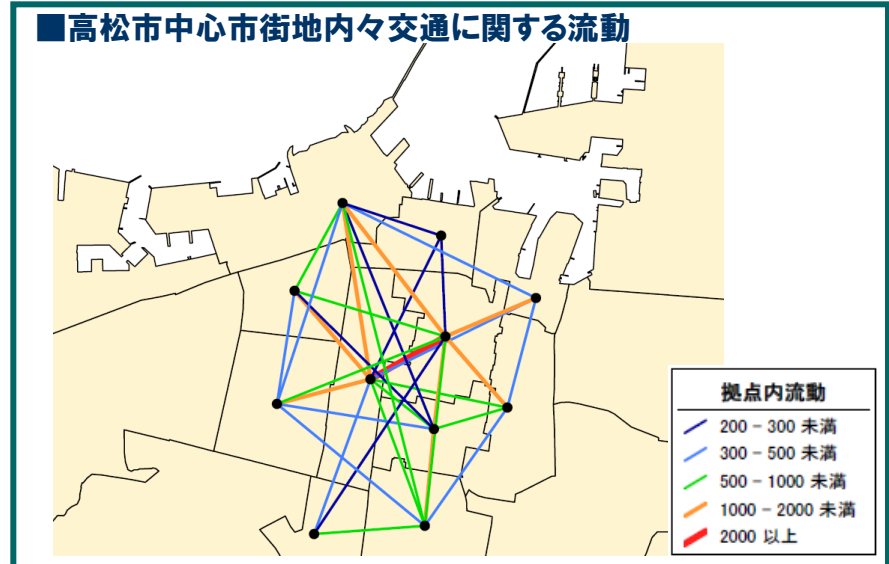 ■高松市中心市街地内々交通に関する流動
拠点内流動
200 − 300 未満
300 − 500 未満
500 − 1000 未満
1000 − 2000 未満
2000 以上